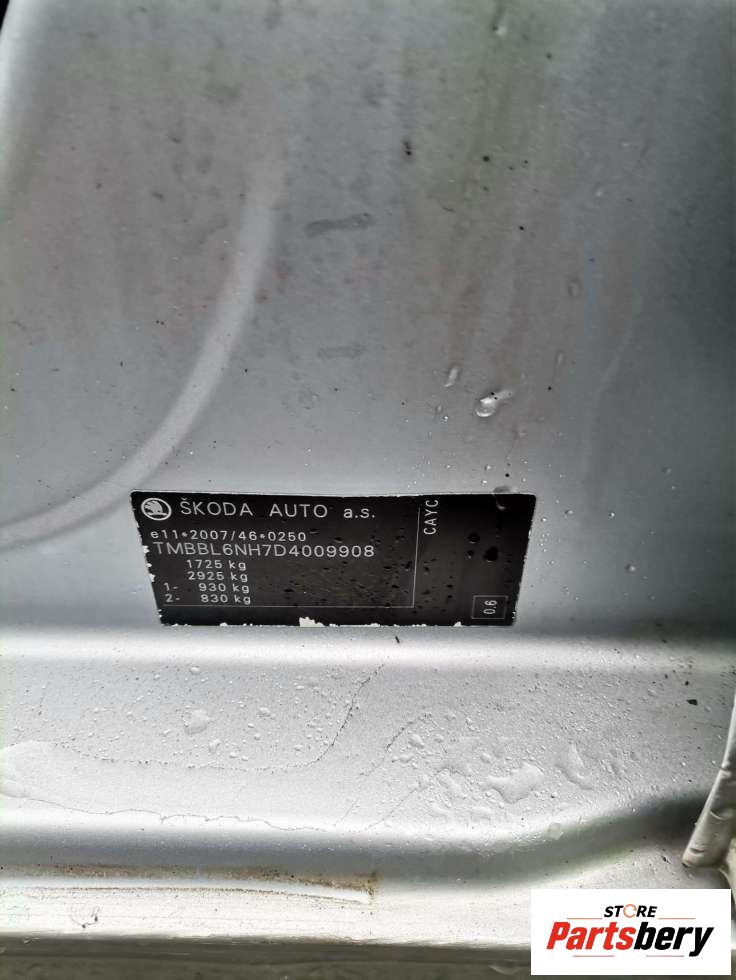 ŠKODA AUTO a.s.
e11*2007/46*0250
TMBBL6NH7D4009908
1725 kg
2925 kg
1- 930 kg
2- 830 kg
CAYC
0.6
STORE
Partsbery